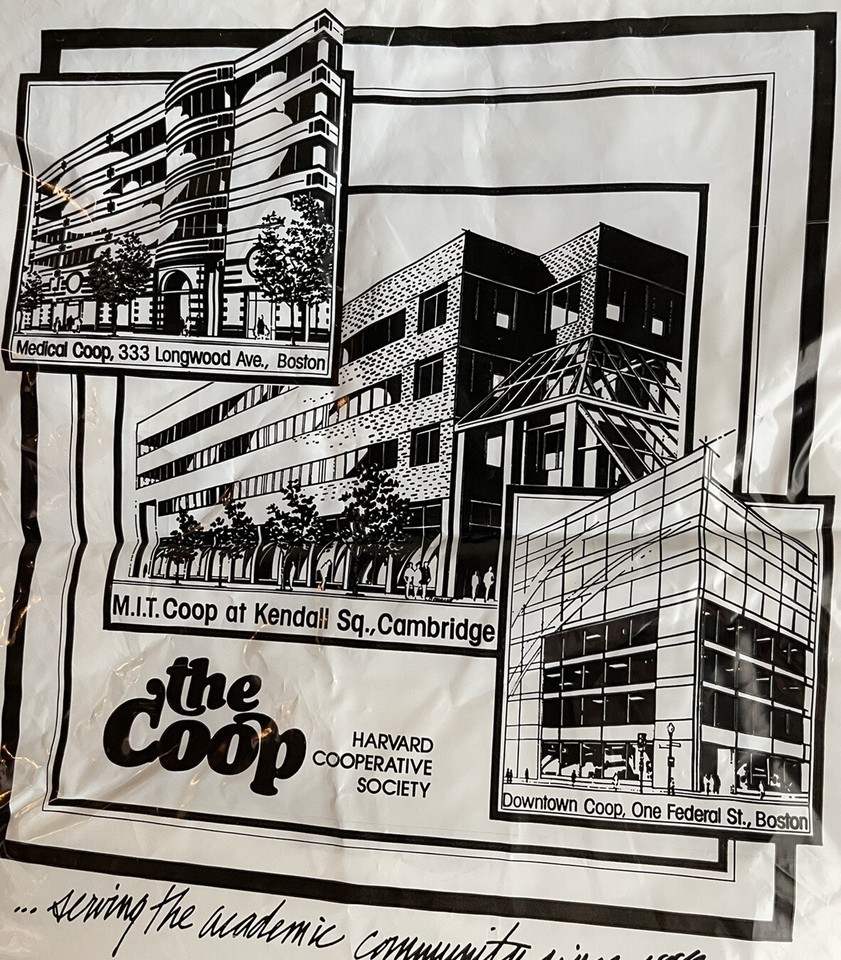 Medical Coop, 333 Longwood Ave., Boston
M.I.T. Coop at Kendall Sq., Cambridge
the
Coop
HARVARD
COOPERATIVE
SOCIETY
Downtown Coop, One Federal St., Boston
... serving the academic community since